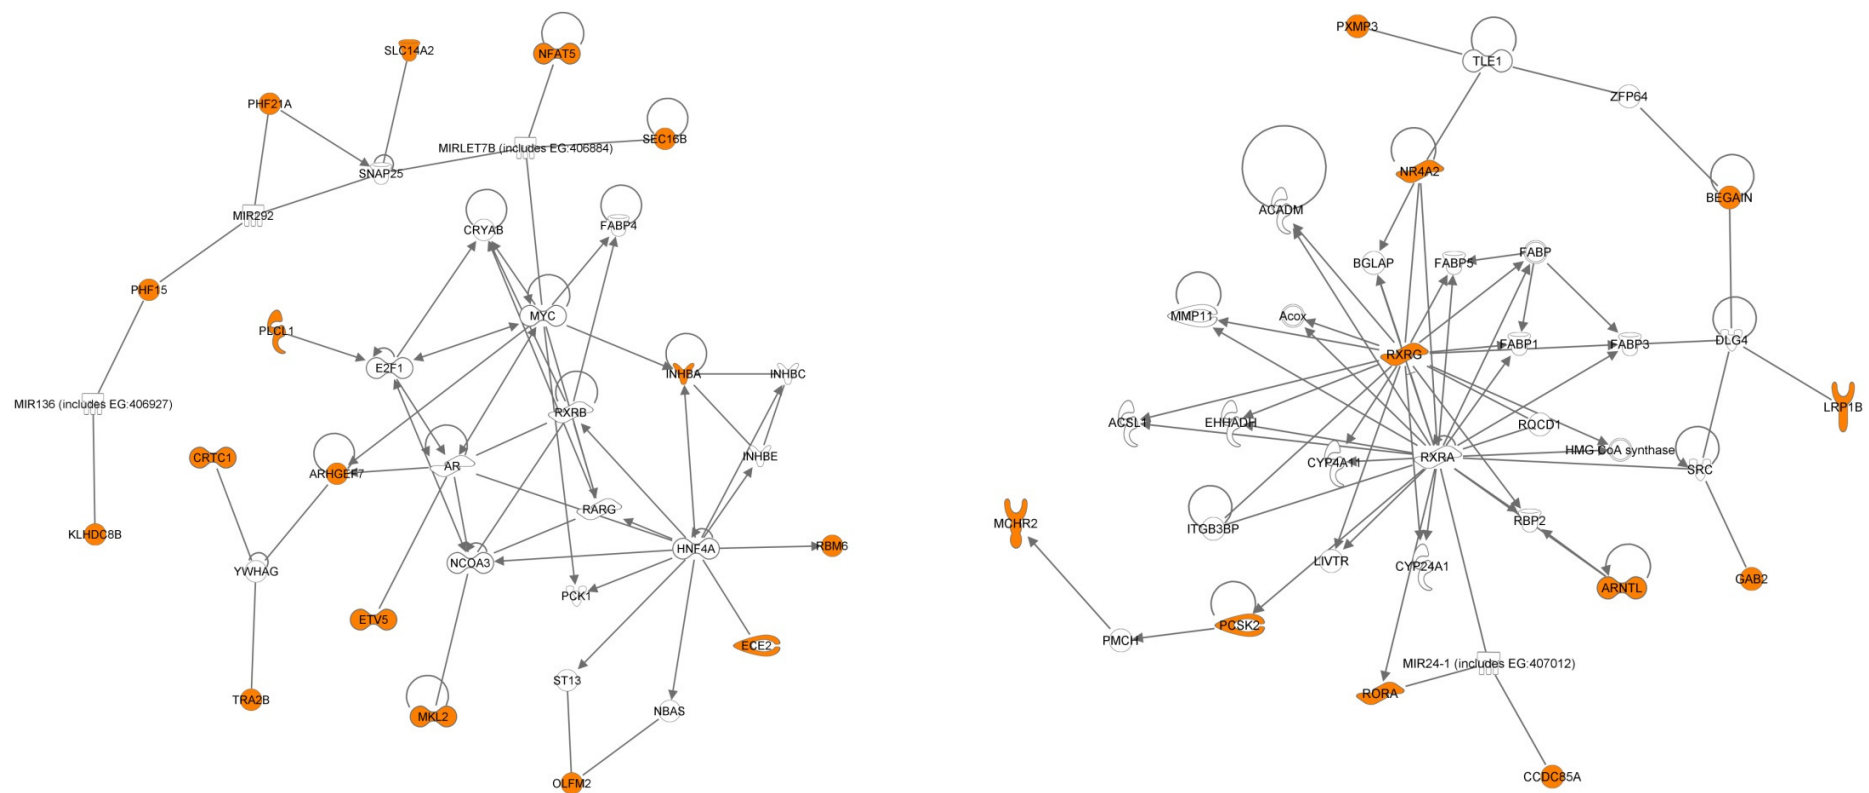 SLC14A2
NFAT5
PHF21A
SEC16B
MIRLET7B (includes EG:406884)
SNAP25
MIR292
CRYAB
FABP4
PHF15
MYC
PLCL1
E2F1
INHBA
INHBC
MIR136 (includes EG:406927)
RXRB
CRTC1
ARHGEF7
AR
INHBE
RARG
KLHDC8B
HNF4A
RBM6
YWHAG
NCOA3
PCK1
ETV5
ECE2
ST13
TRA2B
MKL2
NBAS
OLFM2
PXMP3
TLE1
ZFP64
NR4A2
BEGAIN
ACADM
BGLAP
FABP5
FABP
MMP11
Acox
RXRG
FABP1
FABP3
DLG4
LRP1B
ACSL1
EHHADH
RQCD1
CYP4A11
RXRA
HMG CoA synthase
SRC
MCHR2
ITGB3BP
RBP2
LIVTR
CYP24A1
GAB2
ARNTL
PCSK2
PMCH
MIR24-1 (includes EG:407012)
RORA
CCDC85A